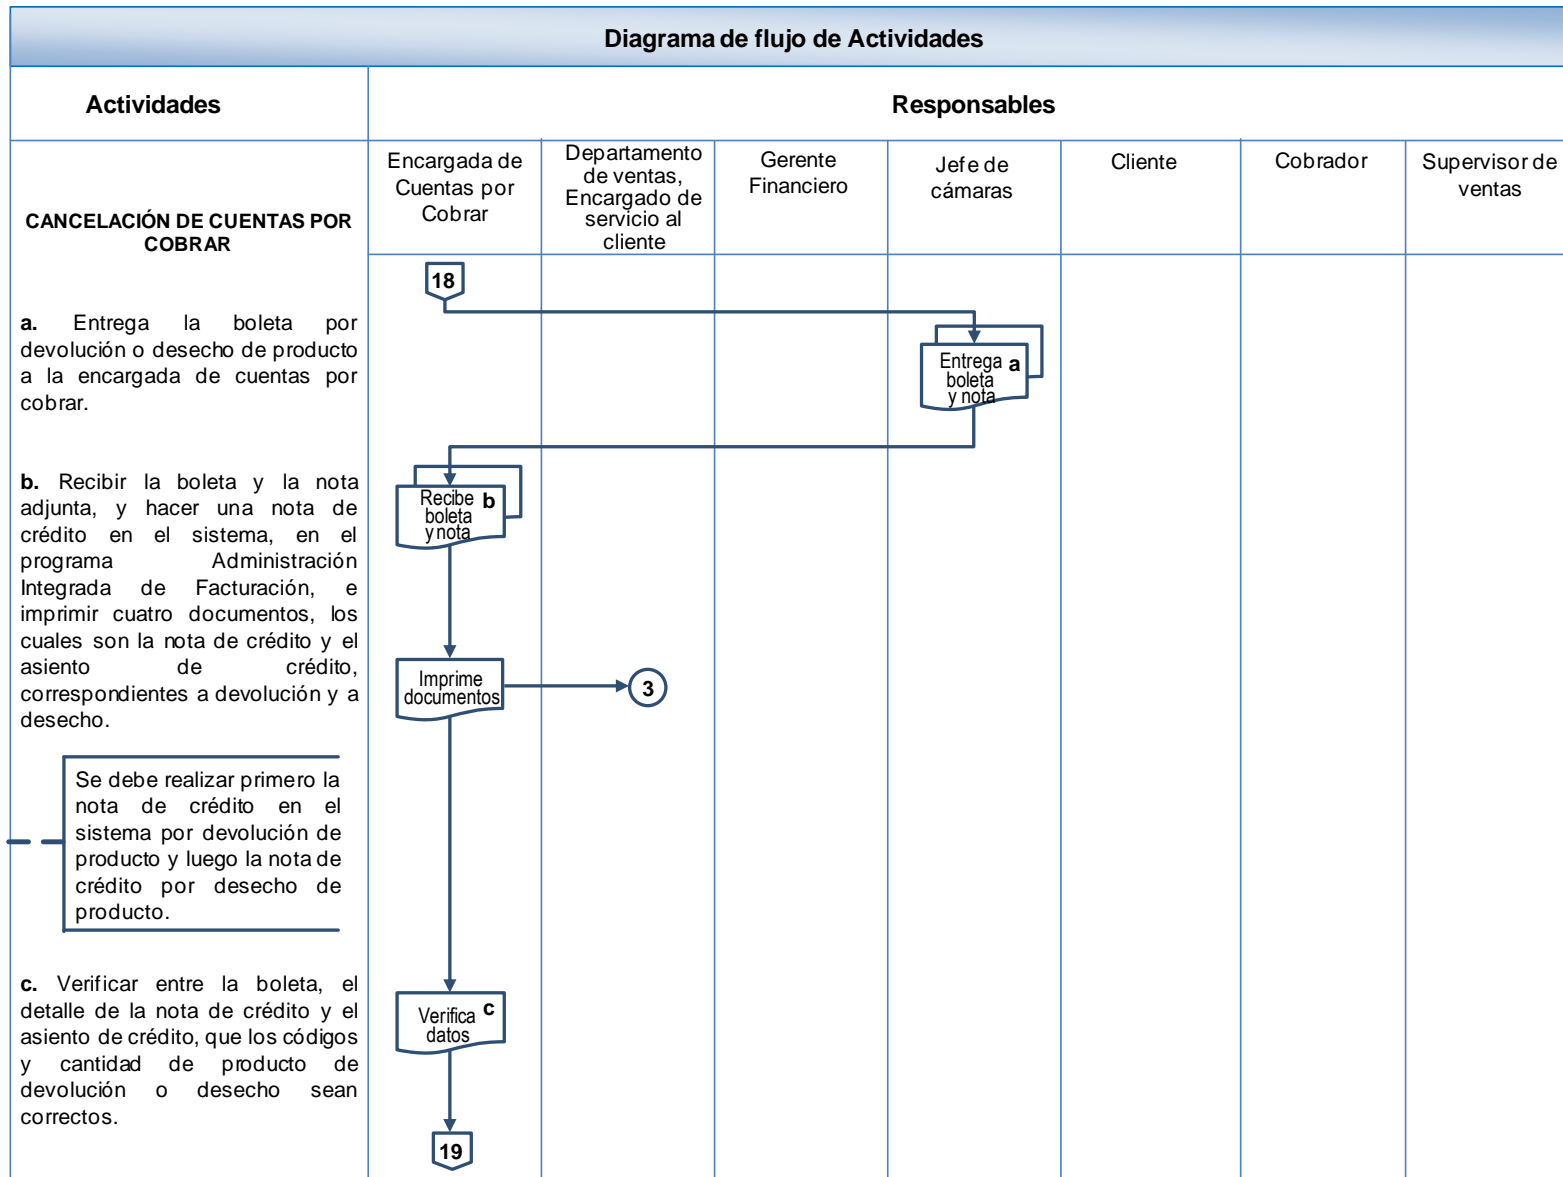 Diagrama de flujo de Actividades
Actividades
Responsables
CANCELACIÓN DE CUENTAS POR
COBRAR
Encargada de
Cuentas por
Cobrar
Departamento
de ventas,
Encargado de
servicio al
cliente
Gerente
Financiero
Jefe de
cámaras
Cliente
Cobrador
Supervisor de
ventas
18
a. Entrega la boleta por
devolución o desecho de producto
a la encargada de cuentas por
cobrar.
Entrega a
boleta
y nota
b. Recibir la boleta y la nota
adjunta, y hacer una nota de
crédito en el sistema, en el
programa Administración
Integrada de Facturación, e
imprimir cuatro documentos, los
cuales son la nota de crédito y el
asiento de crédito,
correspondientes a devolución y a
desecho.
Recibe b
boleta
y nota
Imprime
documentos
3
Se debe realizar primero la
nota de crédito en el
sistema por devolución de
producto y luego la nota de
crédito por desecho de
producto.
c. Verificar entre la boleta, el
detalle de la nota de crédito y el
asiento de crédito, que los códigos
y cantidad de producto de
devolución o desecho sean
correctos.
Verifica c
datos
19